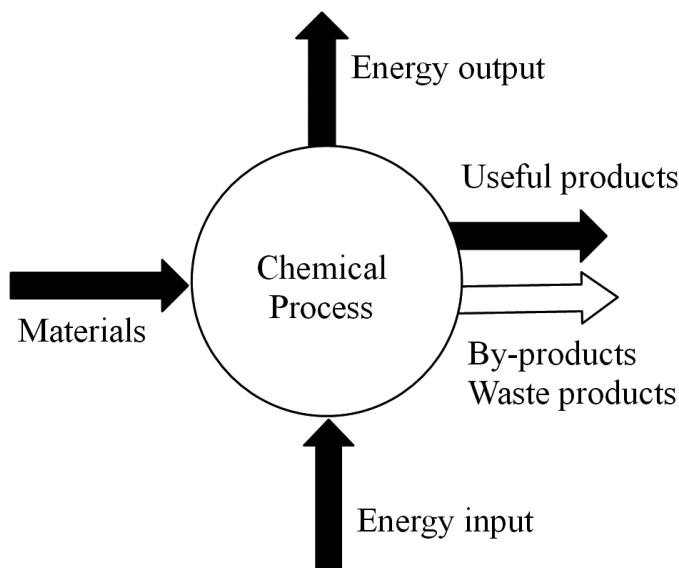 Energy output
Useful products
Chemical
Process
Materials
By-products
Waste products
Energy input